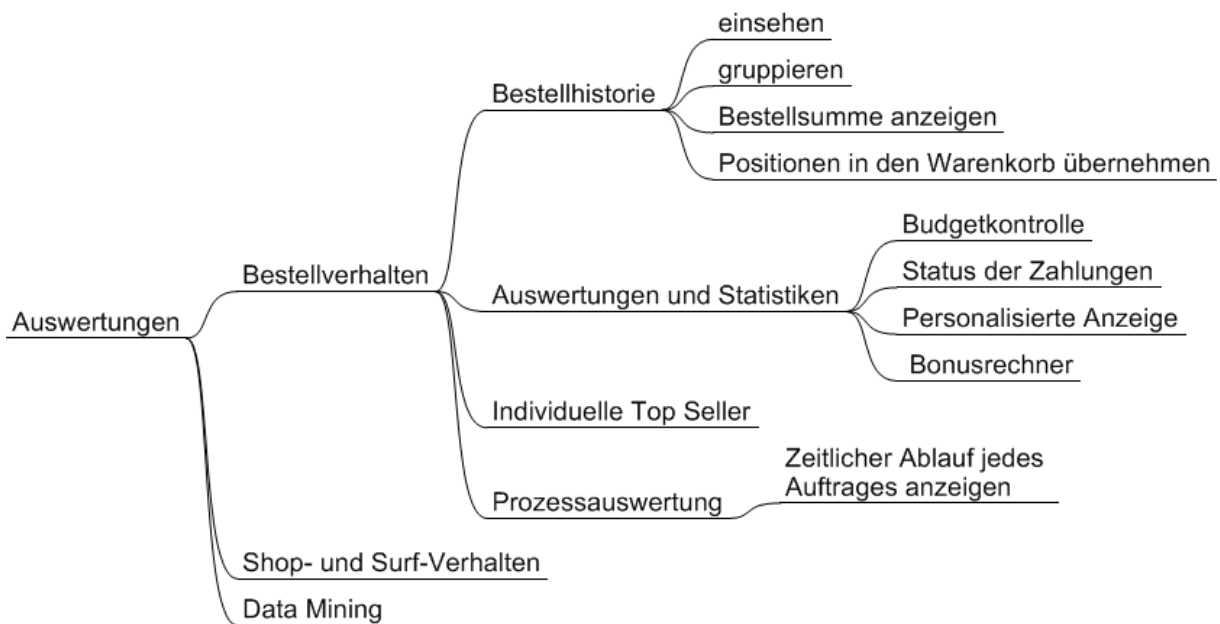 einsehen
gruppieren
Bestellhistorie
Bestellsumme anzeigen
Positionen in den Warenkorb übernehmen
Budgetkontrolle
Bestellverhalten
Status der Zahlungen
Auswertungen und Statistiken
Auswertungen
Personalisierte Anzeige
Bonusrechner
Individuelle Top Seller
Zeitlicher Ablauf jedes
Auftrages anzeigen
Prozessauswertung
Shop- und Surf-Verhalten
Data Mining